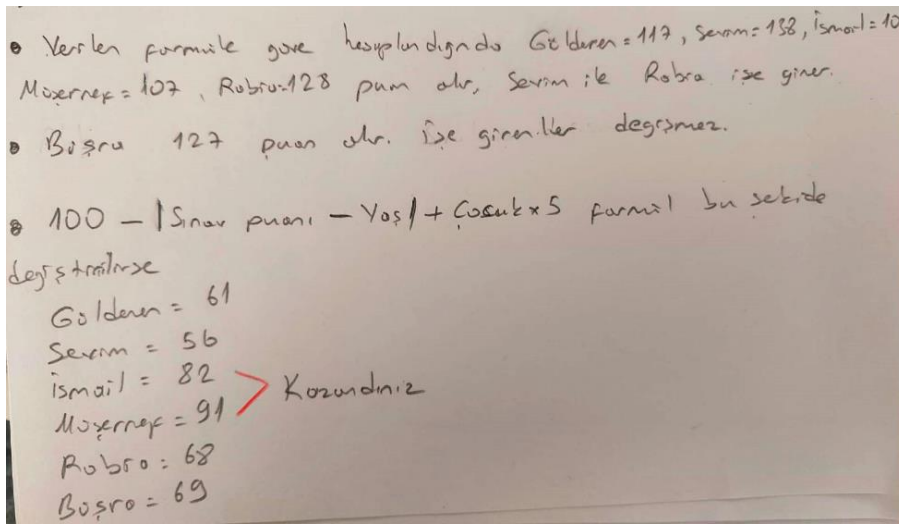 • Verilen formüle göre hesaplandığında Gülderen = 117, Sevim = 138, İsmail = 10
Müşerref = 107, Rabia = 128 puan alır, Sevim ile Rabia işe girer.
• Büşra 127 puan alır. İşe girenler değişmez.
• 100 - |Sınav puanı - Yaş| + Çocuk x 5 formül bu şekilde
değiştirilirse
Gülderen = 61
Sevim = 56
İsmail = 82
Müşerref = 91 > Kazandınız
Rabia = 68
Büşra = 69